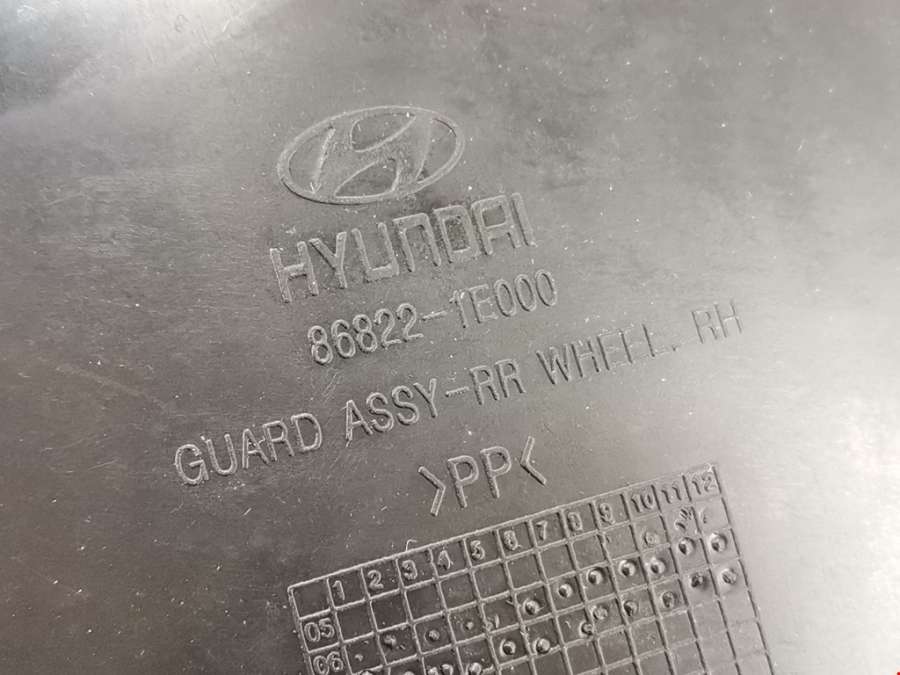 HYUNDAI
86822-1E000
GUARD ASSY-RR WHEEL, RH
>PP<
1 2 3 4 5 6 7 8 9 10 11 12
05
06